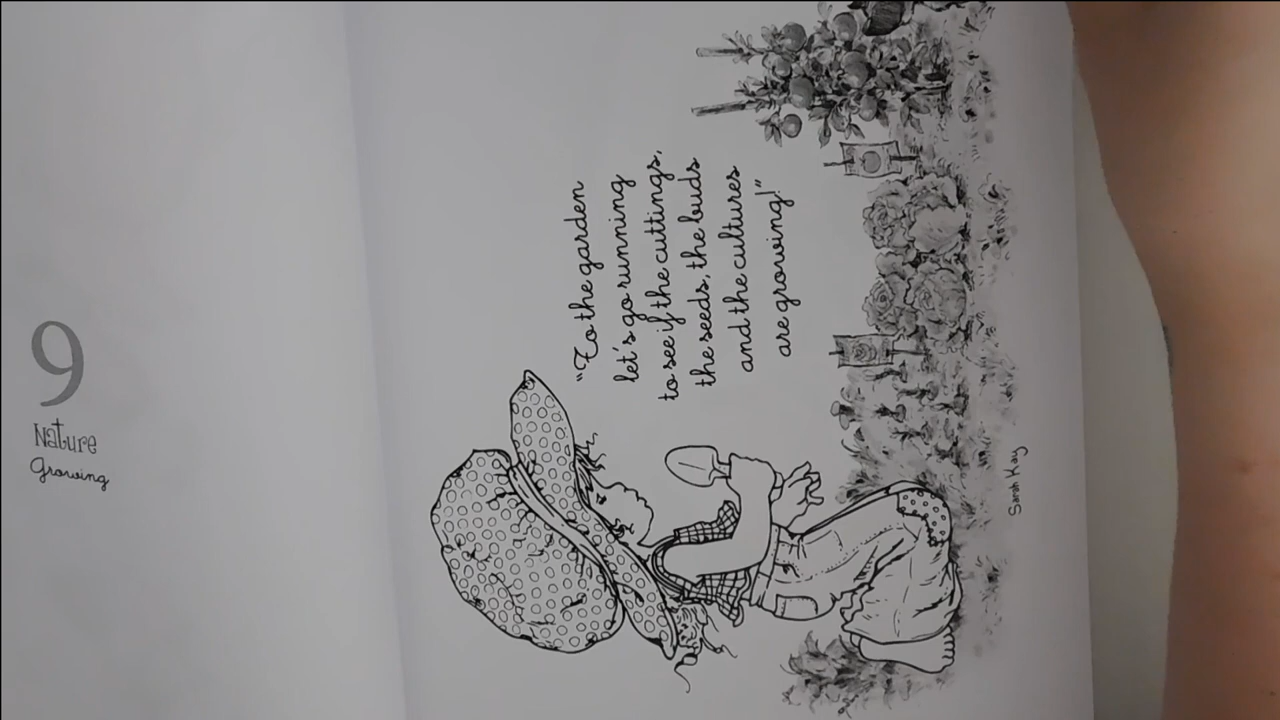 9
Nature
Growing
"To the garden
let's go running
to see if the cuttings,
the seeds, the buds
and the cultures
are growing!"
Sarah Kay